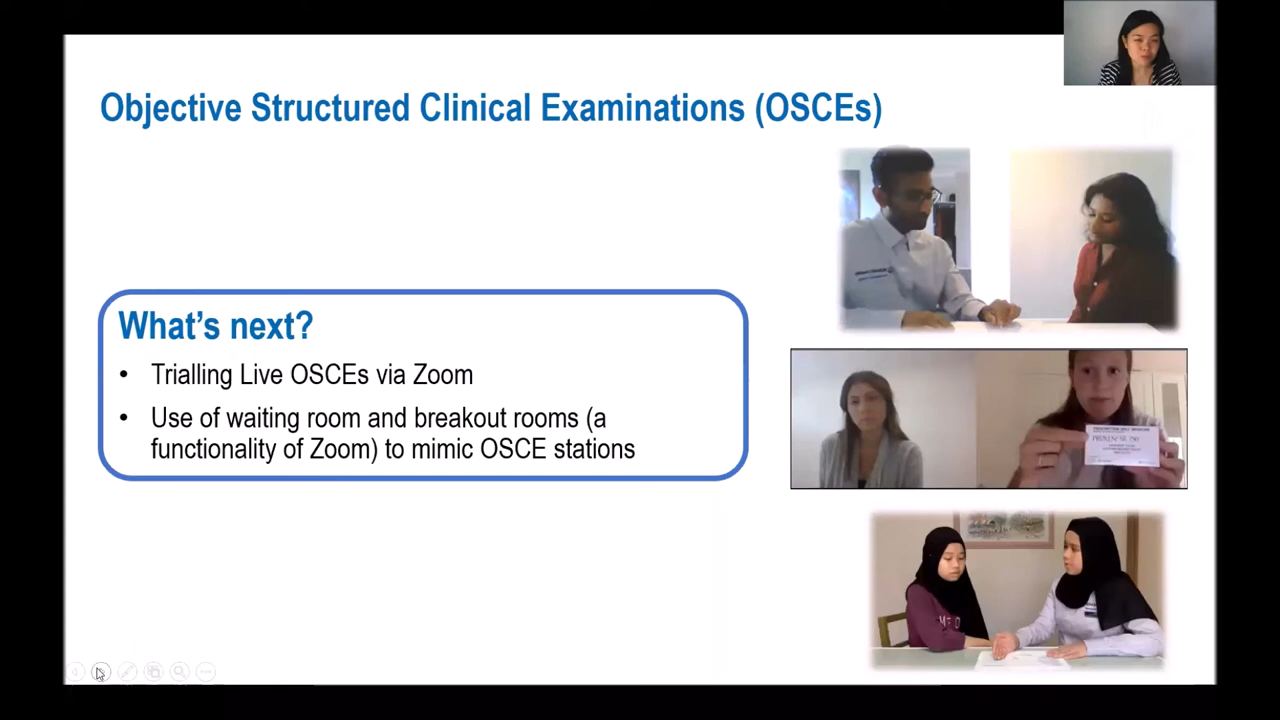 Objective Structured Clinical Examinations (OSCEs)
What's next?
• Trialling Live OSCEs via Zoom
• Use of waiting room and breakout rooms (a
functionality of Zoom) to mimic OSCE stations